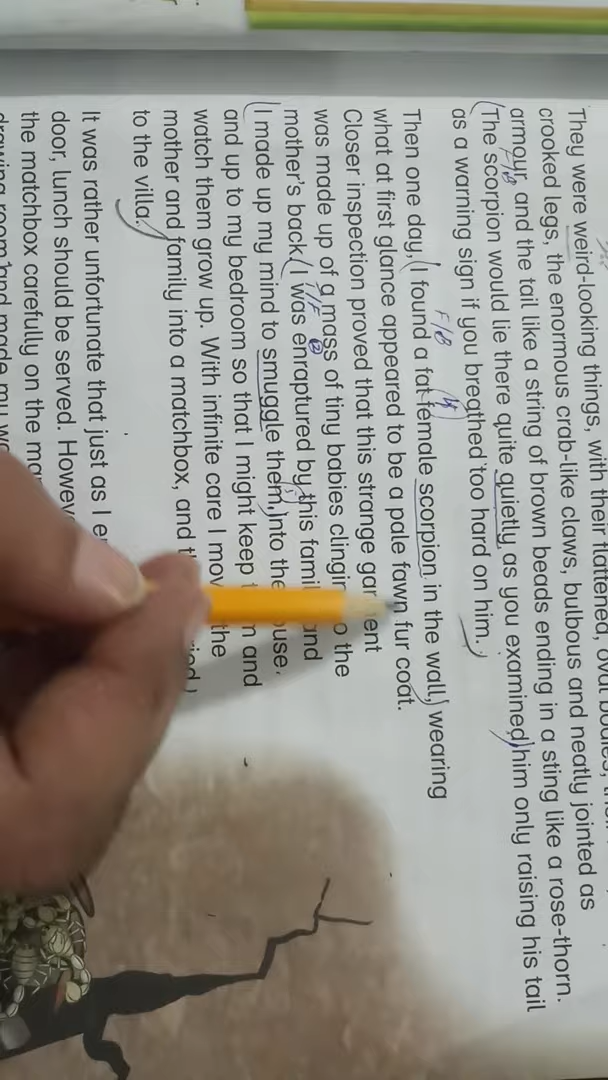 They were weird-looking things, with their flattened, oval
crooked legs, the enormous crab-like claws, bulbous and neatly jointed as
armour, and the tail like a string of brown beads ending in a sting like a rose-thorn.
The scorpion would lie there quite quietly as you examined him only raising his tail
as a warning sign if you breathed too hard on him.
F/B
Then one day, I found a fat female scorpion in the wall, wearing
F/B
what at first glance appeared to be a pale fawn fur coat.
Closer inspection proved that this strange
was made up of a mass of tiny babies the
mother's back. I was enraptured by this
T/F 2
I made up my mind to smuggle them into
and up to my bedroom so that I might keep and
watch them grow up. With infinite care I the
mother and family into a matchbox, and
to the villa.
It was rather unfortunate that just as I
door, lunch should be served.
the matchbox carefully on the